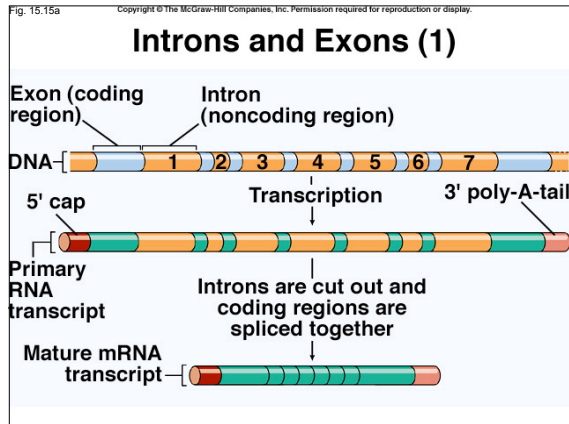 Fig. 15.15a
Copyright © The McGraw-Hill Companies, Inc. Permission required for reproduction or display.
Introns and Exons (1)
Exon (coding
region)
Intron
(noncoding region)
DNA
1 2 3 4 5 6 7
Transcription
5' cap
3' poly-A-tail
Primary
RNA
transcript
Introns are cut out and
coding regions are
spliced together
Mature mRNA
transcript